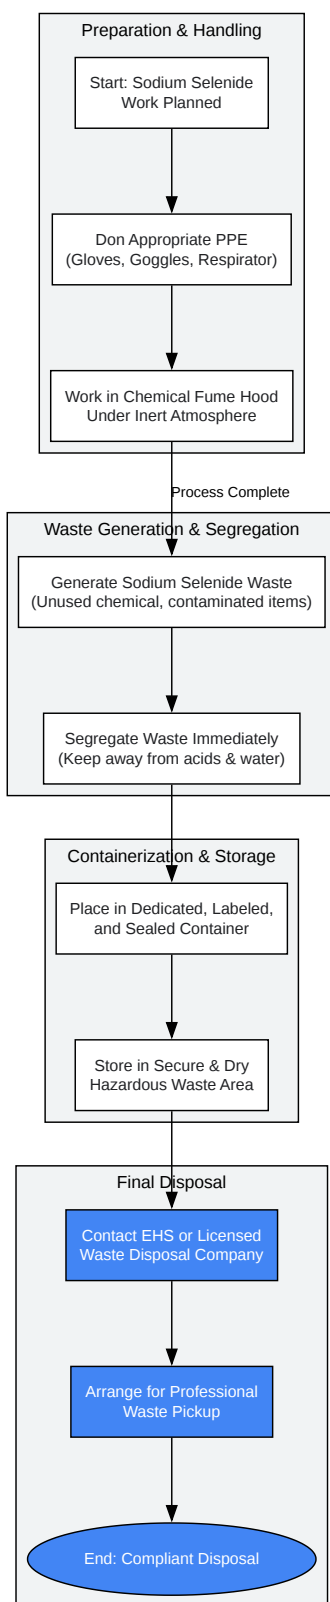 Preparation & Handling
Start: Sodium Selenide
Work Planned
Don Appropriate PPE
(Gloves, Goggles, Respirator)
Work in Chemical Fume Hood
Under Inert Atmosphere
Process Complete
Waste Generation & Segregation
Generate Sodium Selenide Waste
(Unused chemical, contaminated items)
Segregate Waste Immediately
(Keep away from acids & water)
Containerization & Storage
Place in Dedicated, Labeled,
and Sealed Container
Store in Secure & Dry
Hazardous Waste Area
Final Disposal
Contact EHS or Licensed
Waste Disposal Company
Arrange for Professional
Waste Pickup
End: Compliant Disposal